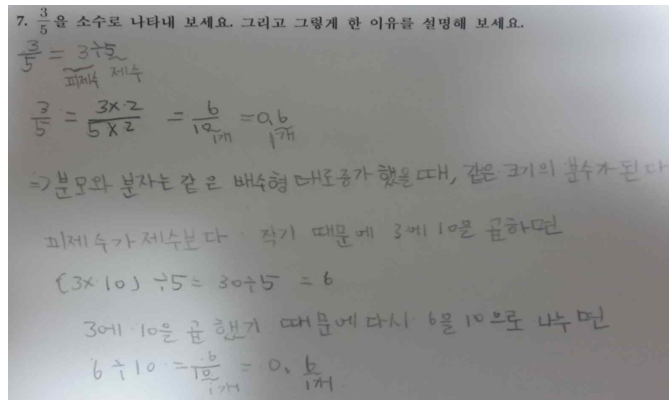 7. 3/5을 소수로 나타내 보세요. 그리고 그렇게 한 이유를 설명해 보세요.
3/5 = 3÷5
피제수 제수
3/5 = 3×2/5×2 = 6/10 = 0.6
1개 1개
⇒ 분모와 분자는 같은 배수형태로 증가 했을때, 같은 크기의 분수가 된다
피제수가 제수보다 작기 때문에 3에 10을 곱하면
(3×10)÷5= 30÷5 = 6
3에 10을 곱했기 때문에 다시 6을 10으로 나누면
6÷10 = 6/10 = 0.6
1개 1개